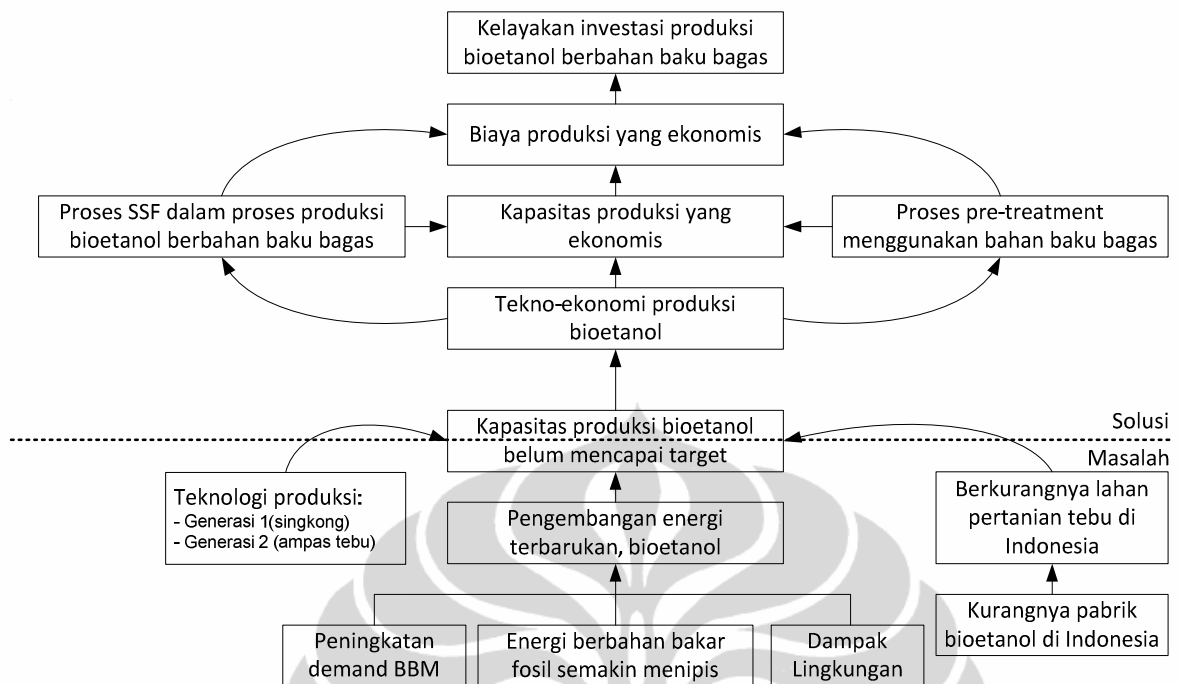 Kelayakan investasi produksi
bioetanol berbahan baku bagas
Biaya produksi yang ekonomis
Proses SSF dalam proses produksi
bioetanol berbahan baku bagas
Kapasitas produksi yang
ekonomis
Proses pre-treatment
menggunakan bahan baku bagas
Tekno-ekonomi produksi
bioetanol
Kapasitas produksi bioetanol
belum mencapai target
Solusi
Masalah
Teknologi produksi:
- Generasi 1(singkong)
- Generasi 2 (ampas tebu)
Pengembangan energi
terbarukan, bioetanol
Berkurangnya lahan
pertanian tebu di
Indonesia
Kurangnya pabrik
bioetanol di Indonesia
Peningkatan
demand BBM
Energi berbahan bakar
fosil semakin menipis
Dampak
Lingkungan